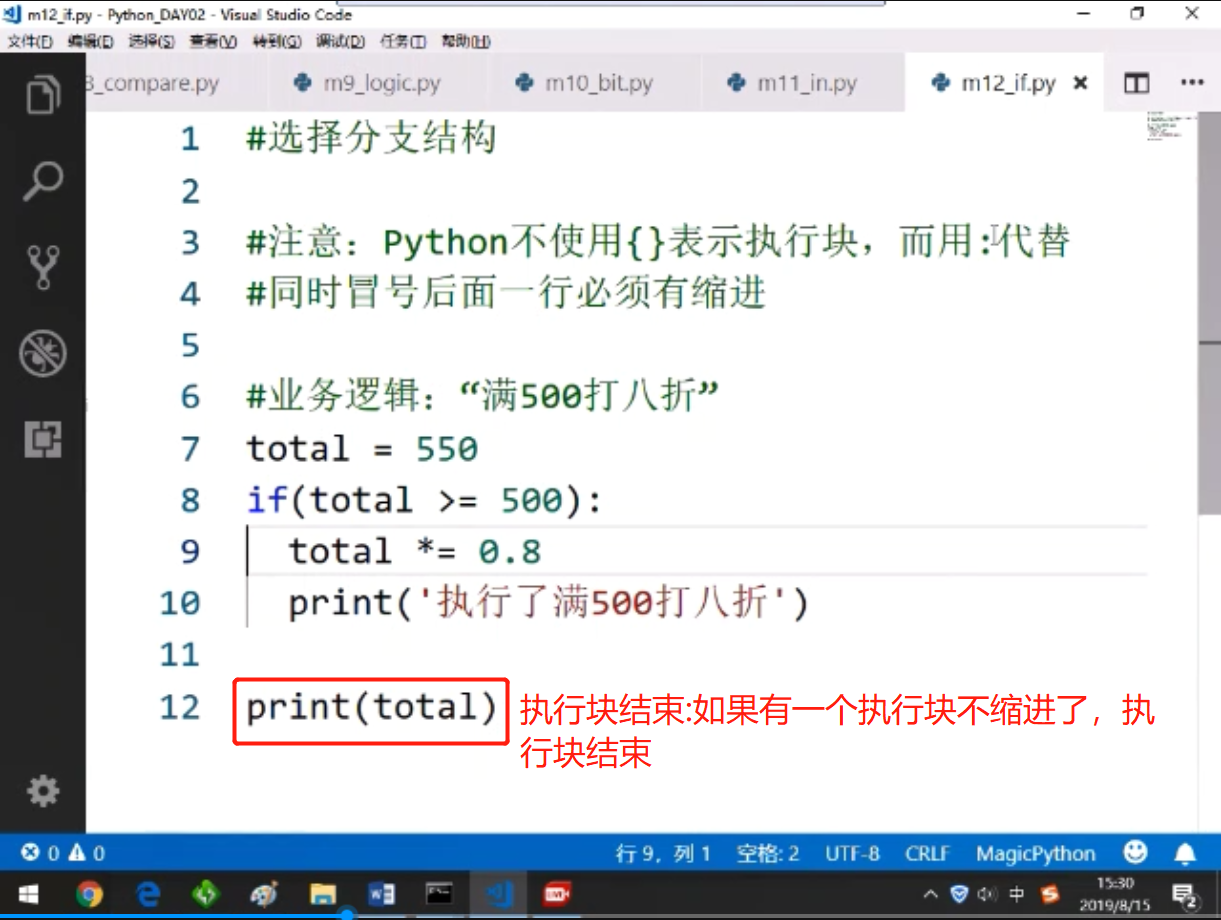 m12_if.py - Python_DAY02 - Visual Studio Code
文件(F) 编辑(E) 选择(S) 查看(V) 转到(G) 调试(D) 任务(T) 帮助(H)
8_compare.py m9_logic.py m10_bit.py m11_in.py m12_if.py
1 #选择分支结构
2
3 #注意：Python不使用{}表示执行块，而用:代替
4 #同时冒号后面一行必须有缩进
5
6 #业务逻辑：“满500打八折”
7 total = 550
8 if(total >= 500):
9 total *= 0.8
10 print('执行了满500打八折')
11
12 print(total) 执行块结束:如果有一个执行块不缩进了，执
行块结束
0 0 行 9，列 1 空格: 2 UTF-8 CRLF MagicPython
中 15:30
2019/8/15 2